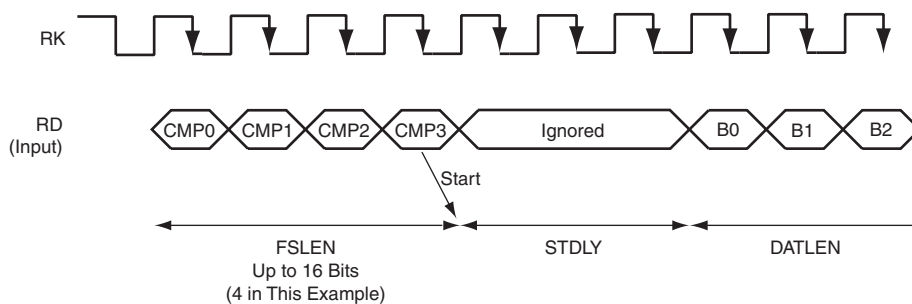 RK
RD
(Input)
CMP0 CMP1 CMP2 CMP3 Ignored B0 B1 B2
Start
FSLEN STDLY DATLEN
Up to 16 Bits
(4 in This Example)